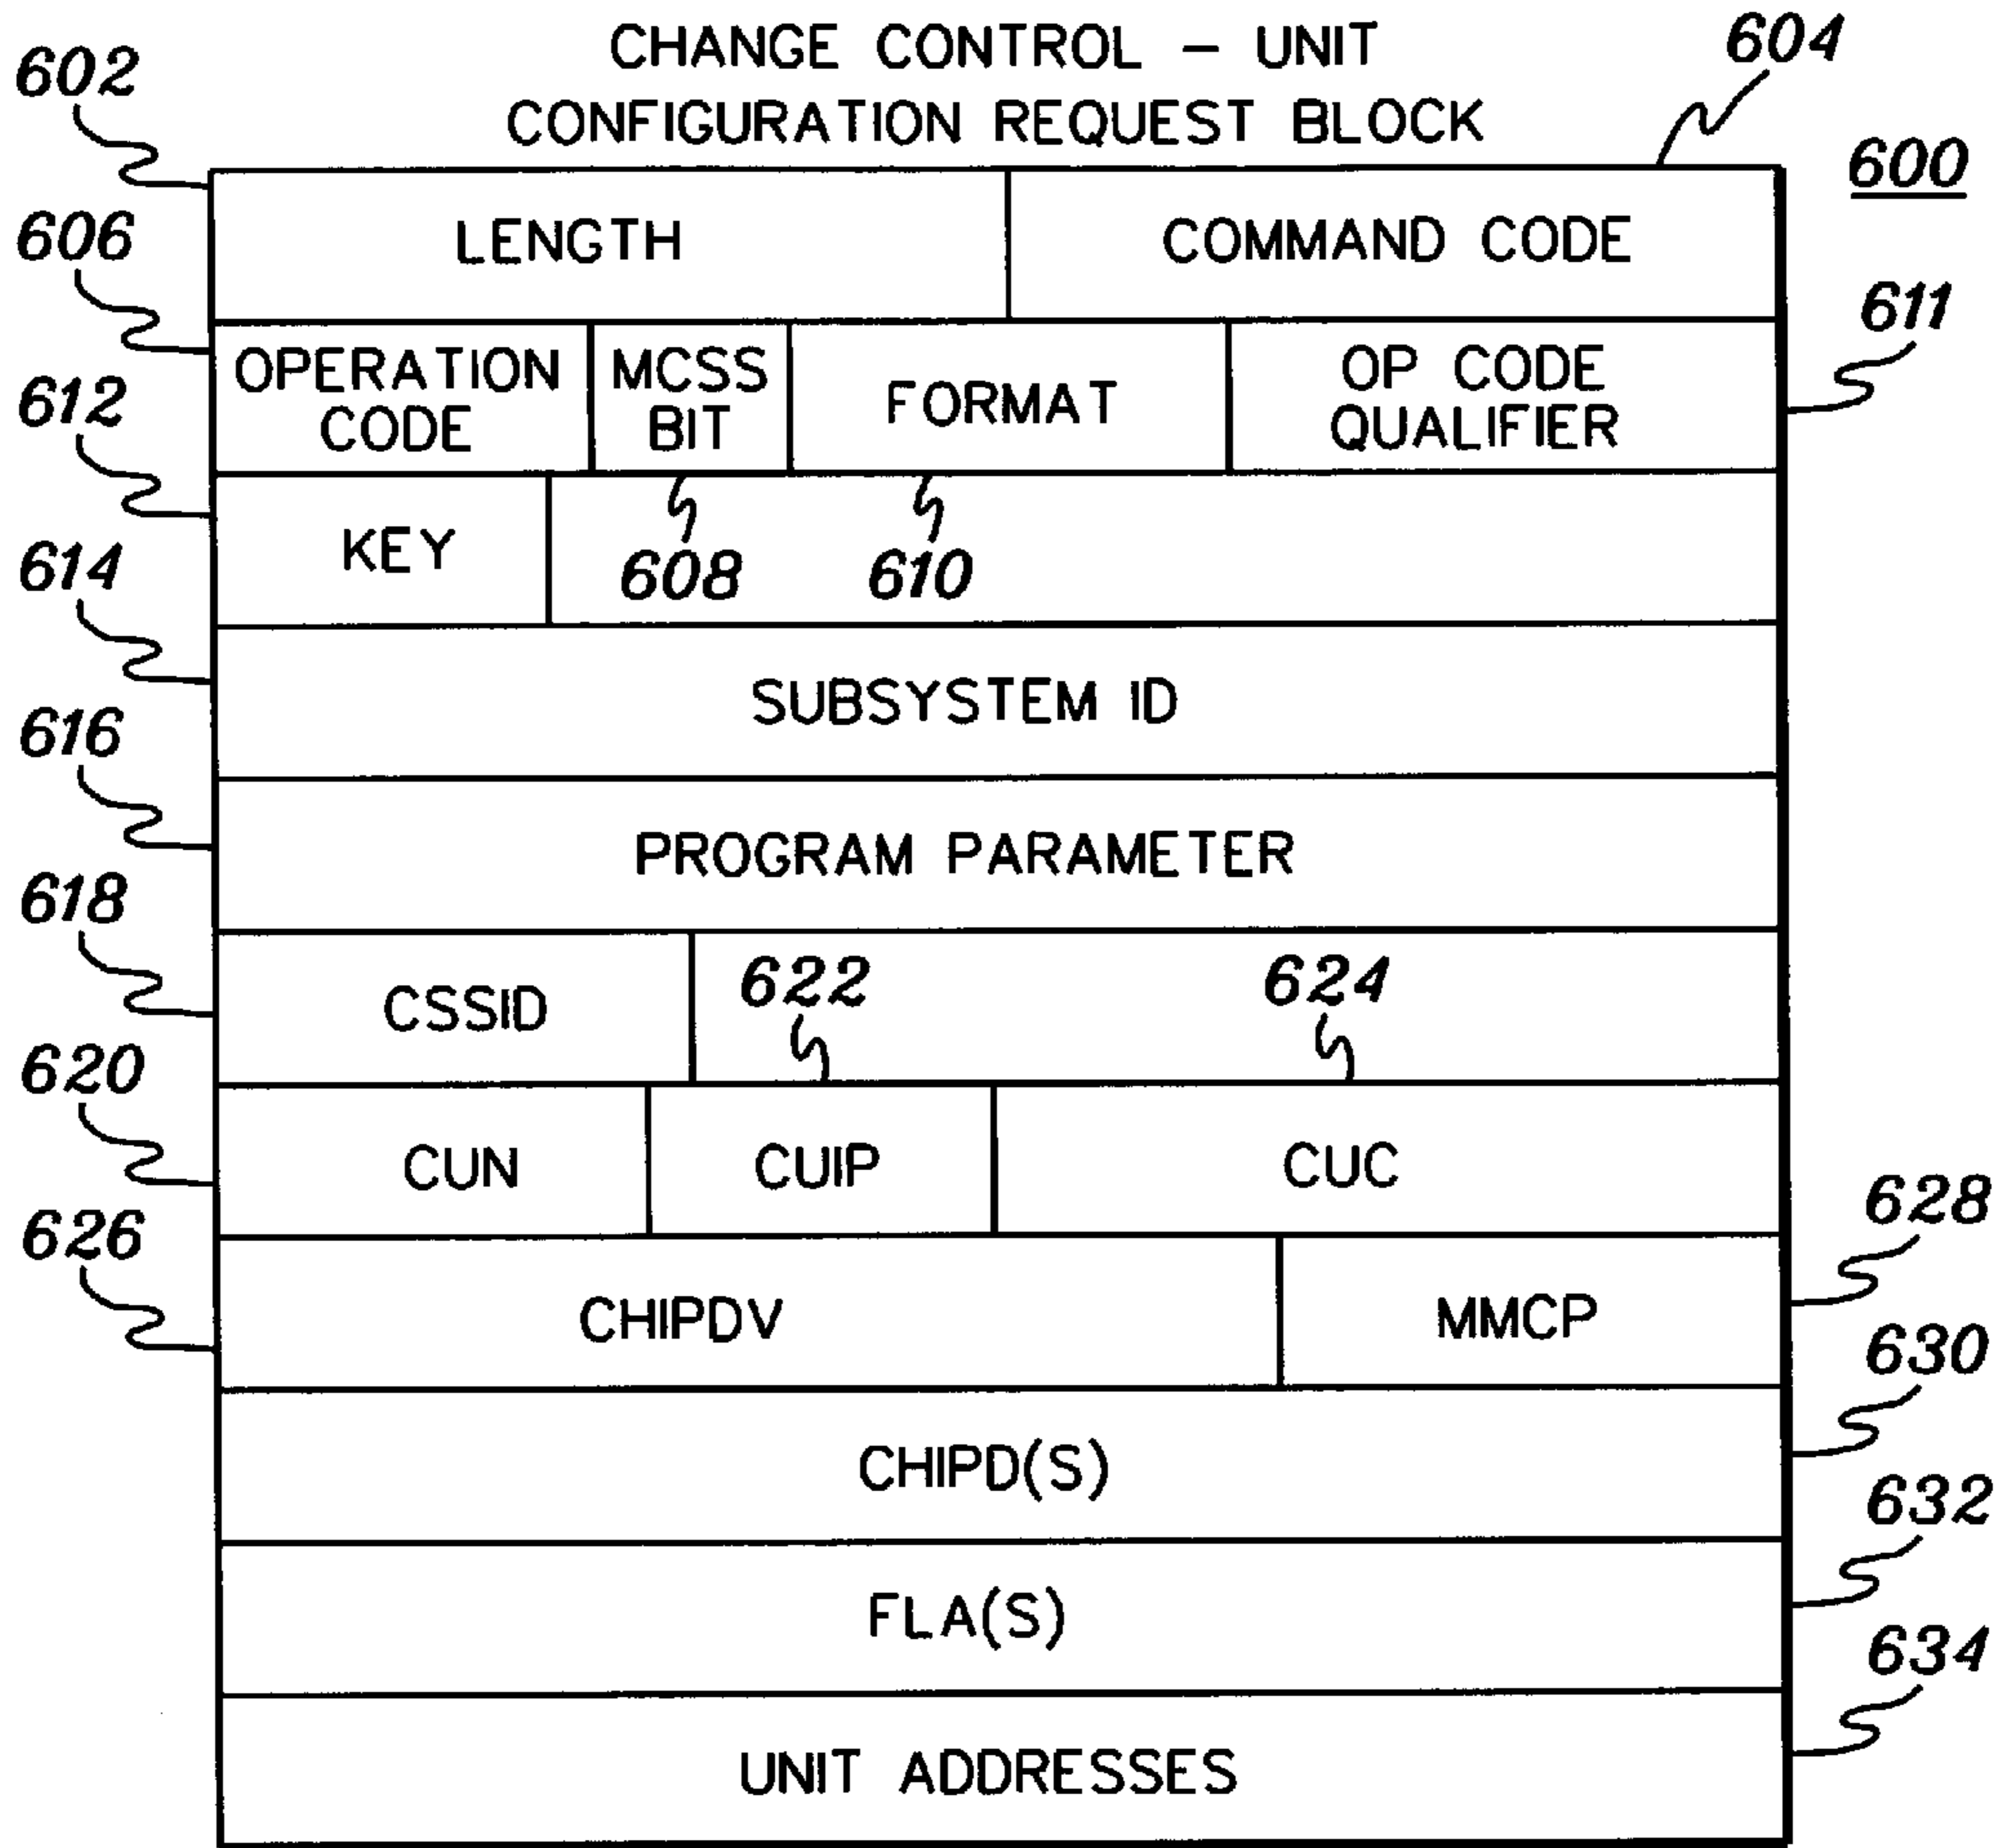 CHANGE CONTROL – UNIT
CONFIGURATION REQUEST BLOCK
600
602
604
LENGTH
COMMAND CODE
606
OPERATION
CODE
MCSS
BIT
FORMAT
OP CODE
QUALIFIER
611
612
KEY
608
610
614
SUBSYSTEM ID
616
PROGRAM PARAMETER
618
CSSID
622
624
620
CUN
CUIP
CUC
626
CHIPDV
MMCP
628
CHIPD(S)
630
FLA(S)
632
UNIT ADDRESSES
634